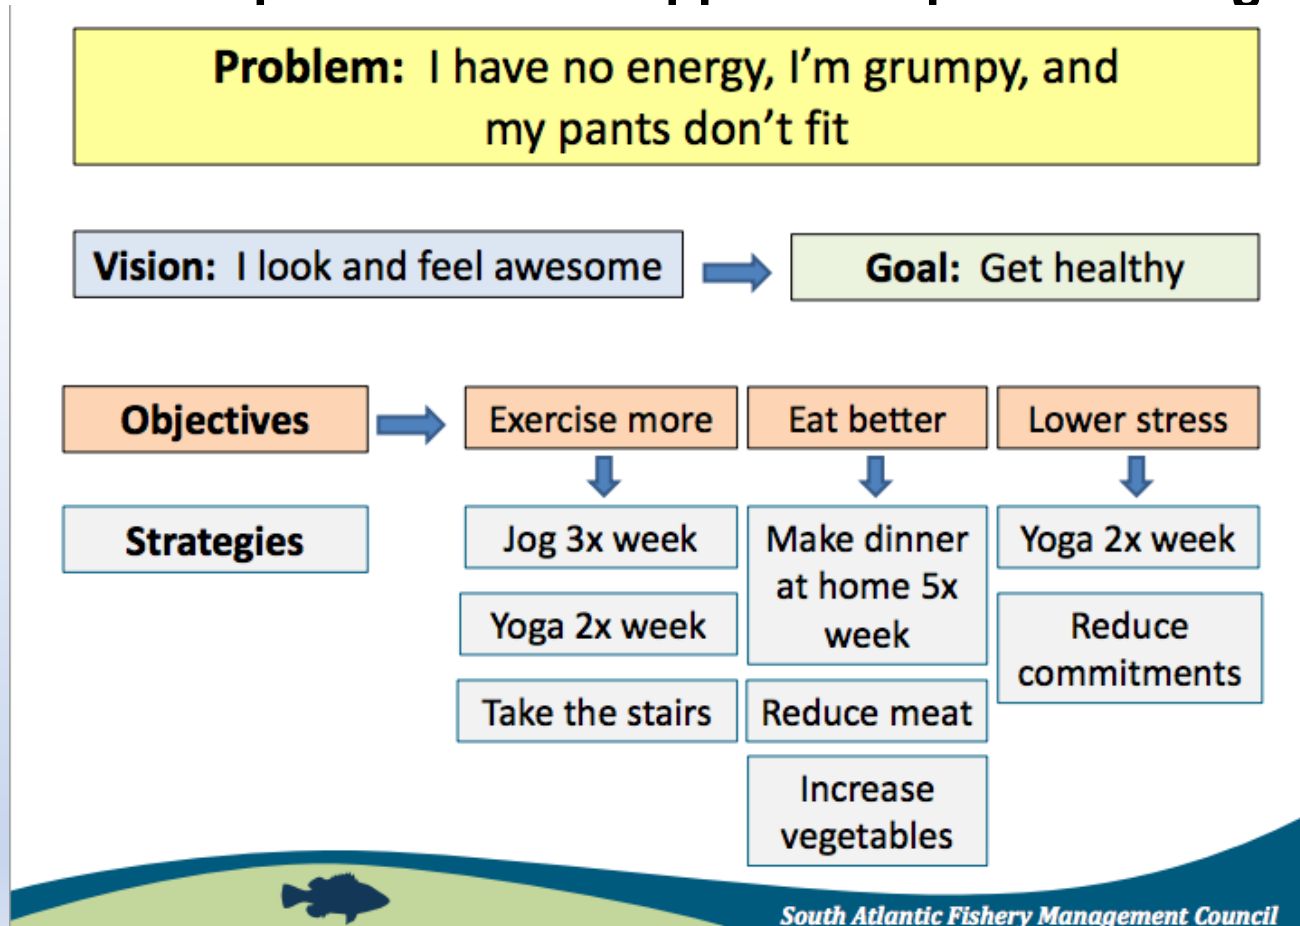 Problem: I have no energy, I’m grumpy, and
my pants don’t fit
Vision: I look and feel awesome
Goal: Get healthy
Objectives
Exercise more
Eat better
Lower stress
Strategies
Jog 3x week
Yoga 2x week
Take the stairs
Make dinner
at home 5x
week
Reduce meat
Increase
vegetables
Yoga 2x week
Reduce
commitments
South Atlantic Fishery Management Council